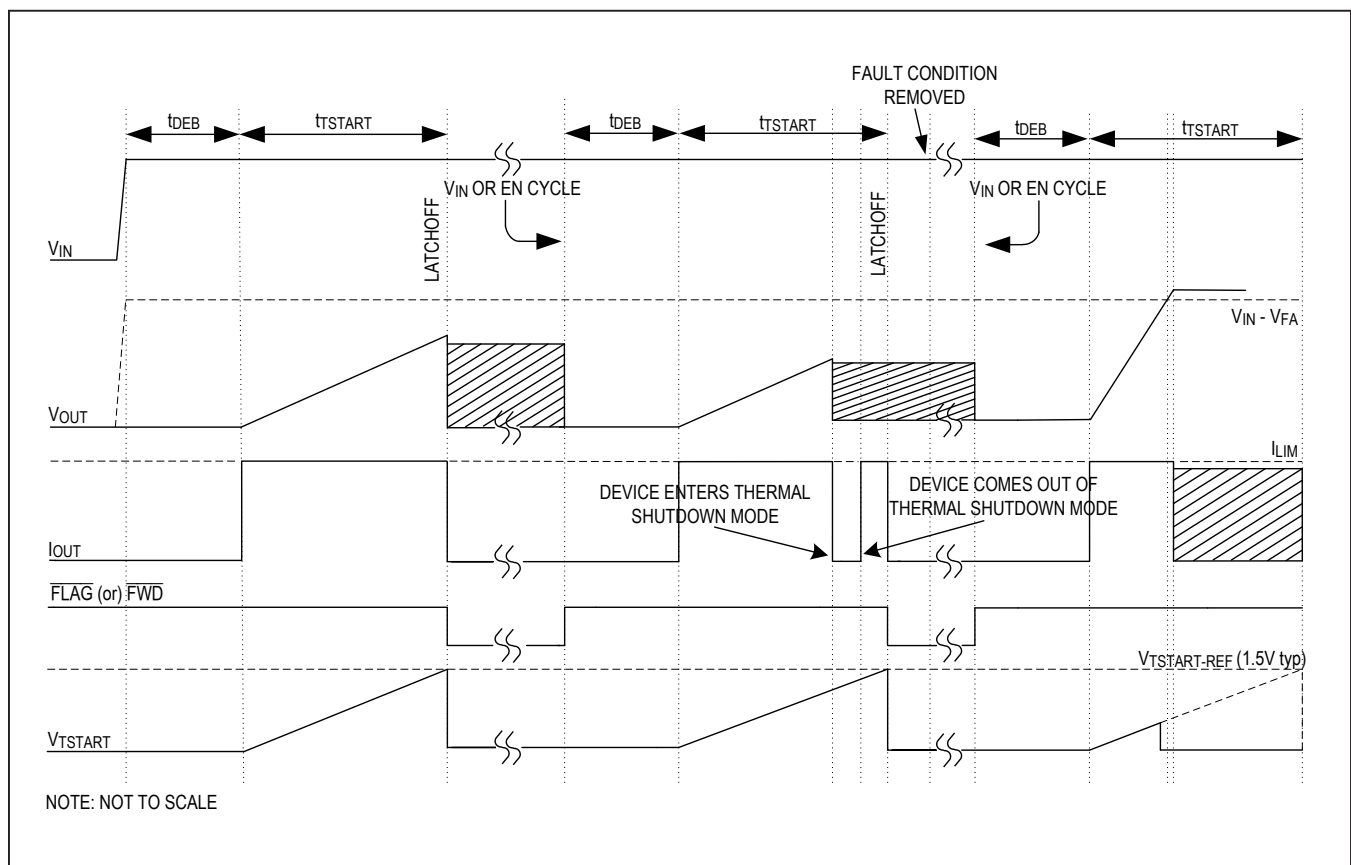 FAULT CONDITION
REMOVED
tDEB
tTSTART
tDEB
tTSTART
tDEB
tTSTART
VIN OR EN CYCLE
VIN OR EN CYCLE
LATCHOFF
LATCHOFF
VIN
VIN - VFA
VOUT
ILIM
DEVICE ENTERS THERMAL
SHUTDOWN MODE
DEVICE COMES OUT OF
THERMAL SHUTDOWN MODE
IOUT
FLAG (or) FWD
VTSTART-REF (1.5V typ)
VTSTART
NOTE: NOT TO SCALE